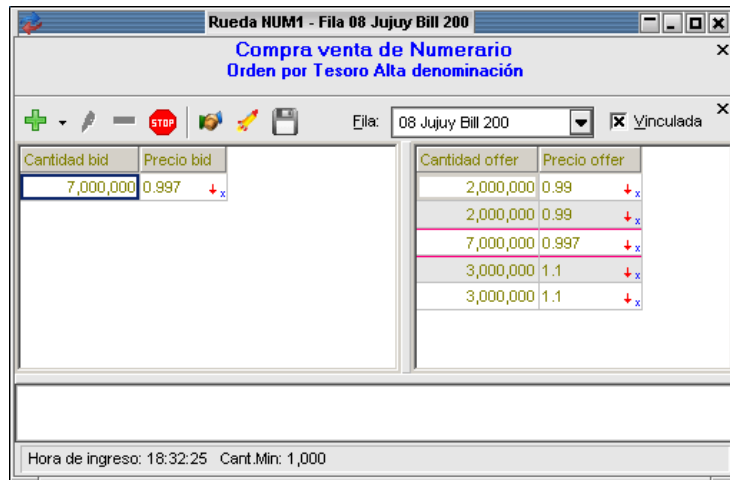 Rueda NUM1 - Fila 08 Jujuy Bill 200
Compra venta de Numerario
Orden por Tesoro Alta denominación
STOP
Fila: 08 Jujuy Bill 200 Vinculada
Cantidad bid Precio bid
7,000,000 0.997 x
Cantidad offer Precio offer
2,000,000 0.99 x
2,000,000 0.99 x
7,000,000 0.997 x
3,000,000 1.1 x
3,000,000 1.1 x
Hora de ingreso: 18:32:25 Cant.Min: 1,000